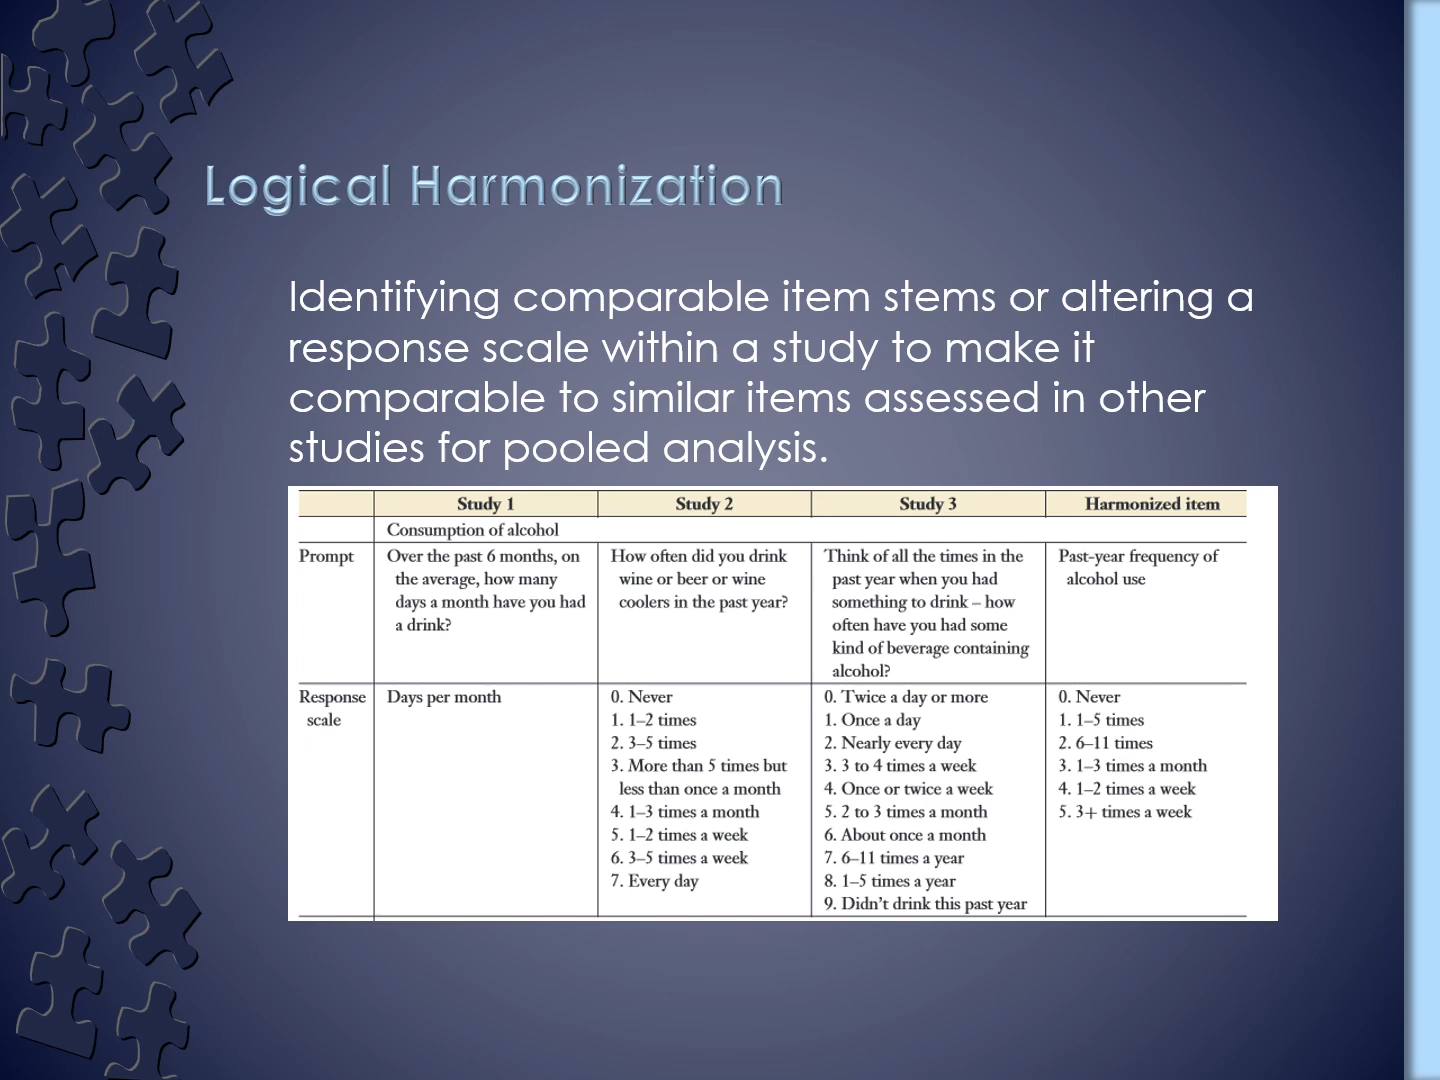 Logical Harmonization
Identifying comparable item stems or altering a
response scale within a study to make it
comparable to similar items assessed in other
studies for pooled analysis.
Study 1 Study 2 Study 3 Harmonized item
Consumption of alcohol
Prompt
Over the past 6 months, on
the average, how many
days a month have you had
a drink?
How often did you drink
wine or beer or wine
coolers in the past year?
Think of all the times in the
past year when you had
something to drink – how
often have you had some
kind of beverage containing
alcohol?
Past-year frequency of
alcohol use
Response
scale
Days per month
0. Never
1. 1–2 times
2. 3–5 times
3. More than 5 times but
less than once a month
4. 1–3 times a month
5. 1–2 times a week
6. 3–5 times a week
7. Every day
0. Twice a day or more
1. Once a day
2. Nearly every day
3. 3 to 4 times a week
4. Once or twice a week
5. 2 to 3 times a month
6. About once a month
7. 6–11 times a year
8. 1–5 times a year
9. Didn't drink this past year
0. Never
1. 1–5 times
2. 6–11 times
3. 1–3 times a month
4. 1–2 times a week
5. 3+ times a week